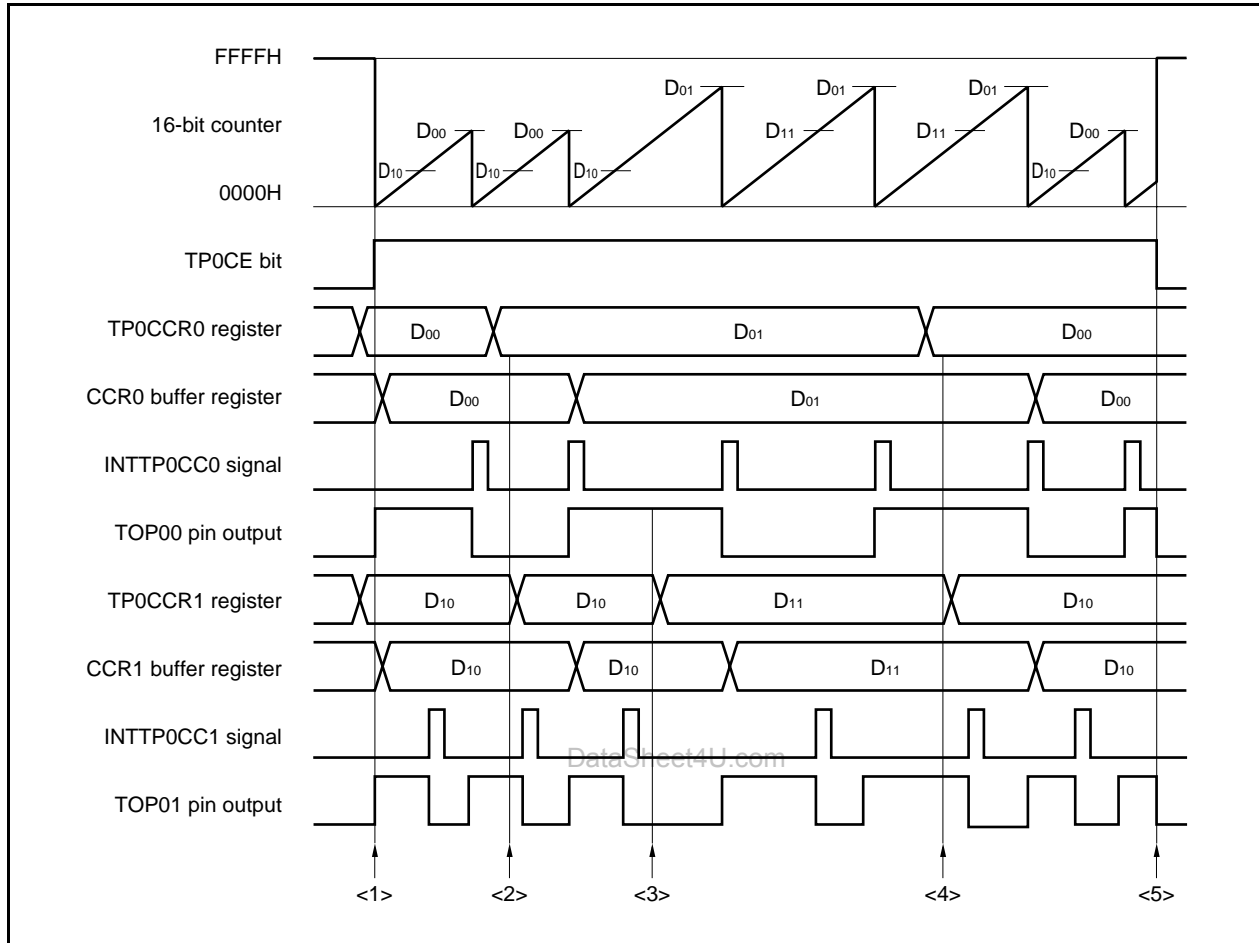 FFFFH
D01 D01 D01
16-bit counter
D00 D00 D11 D11 D00
D10 D10 D10 D10
0000H
TP0CE bit
TP0CCR0 register D00 D01 D00
CCR0 buffer register D00 D01 D00
INTTP0CC0 signal
TOP00 pin output
TP0CCR1 register D10 D10 D11 D10
CCR1 buffer register D10 D10 D11 D10
INTTP0CC1 signal
DataSheet4U.com
TOP01 pin output
<1> <2> <3> <4> <5>